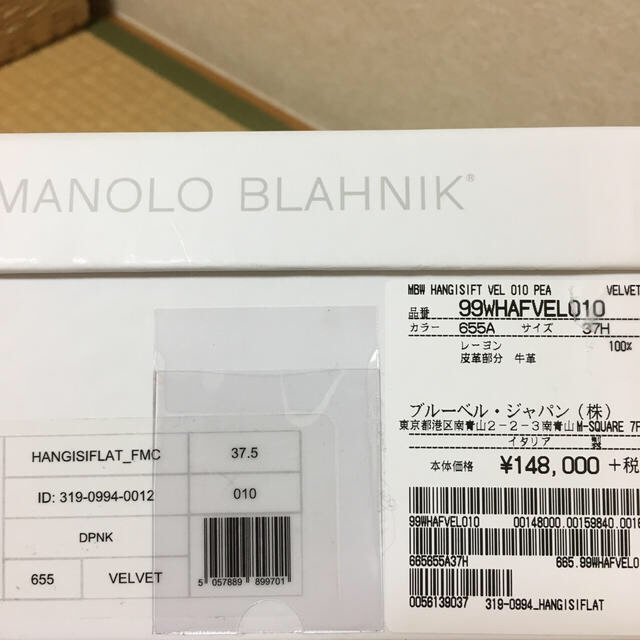 MANOLO BLAHNIK®
MBW HANGISIFT VEL 010 PEA VELVET
品番 99WHAFVEL010
カラー 655A サイズ 37H
レーヨン 100%
皮革部分 牛革
ブルーベル・ジャパン(株)
東京都港区南青山2-2-3南青山M-SQUARE 7F
イタリア 製
本体価格 ¥148,000 +税
99WHAFVEL010 00148000.00159840.0016
665655A37H 665.99WHAFVEL0
0056139037 319-0994_HANGISIFLAT
HANGISIFLAT_FMC 37.5
ID: 319-0994-0012 010
DPNK
655 VELVET
5 057889 899701